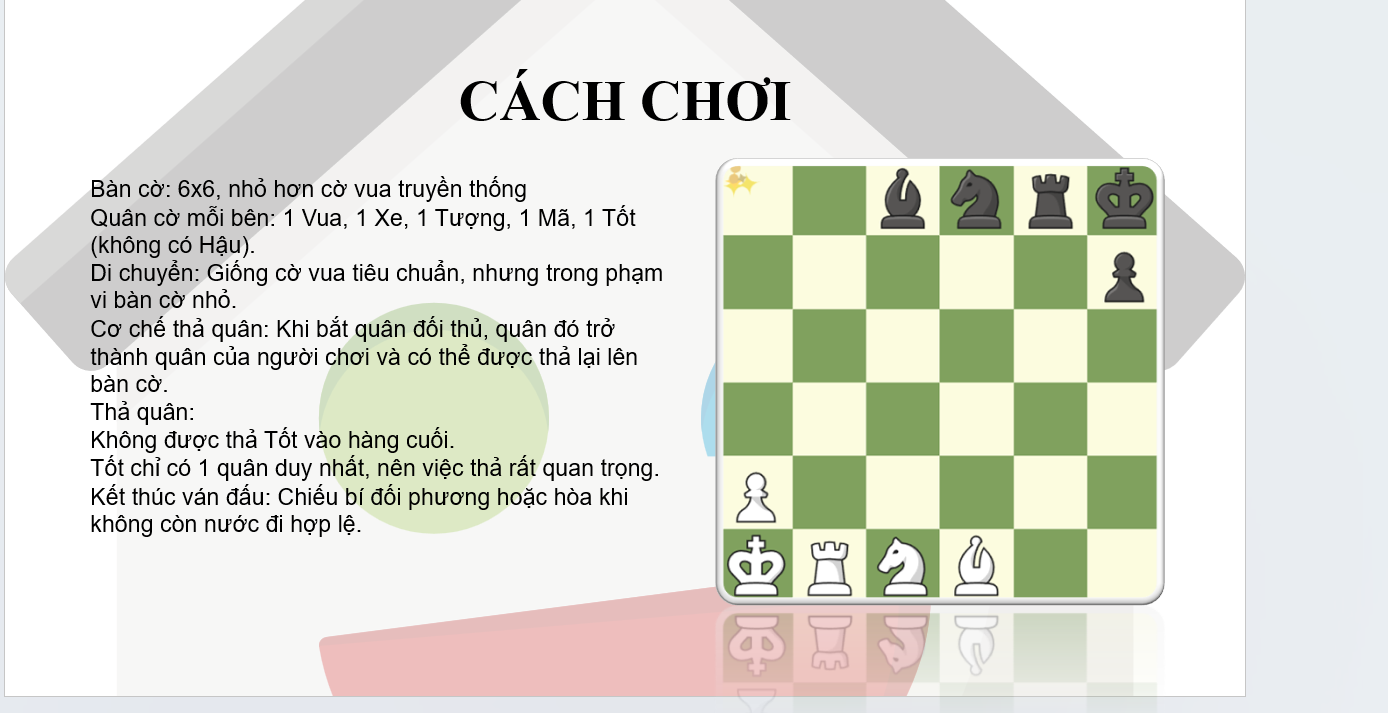 CÁCH CHƠI
Bàn cờ: 6x6, nhỏ hơn cờ vua truyền thống
Quân cờ mỗi bên: 1 Vua, 1 Xe, 1 Tượng, 1 Mã, 1 Tốt
(không có Hậu).
Di chuyển: Giống cờ vua tiêu chuẩn, nhưng trong phạm
vi bàn cờ nhỏ.
Cơ chế thả quân: Khi bắt quân đối thủ, quân đó trở
thành quân của người chơi và có thể được thả lại lên
bàn cờ.
Thả quân:
Không được thả Tốt vào hàng cuối.
Tốt chỉ có 1 quân duy nhất, nên việc thả rất quan trọng.
Kết thúc ván đấu: Chiếu bí đối phương hoặc hòa khi
không còn nước đi hợp lệ.